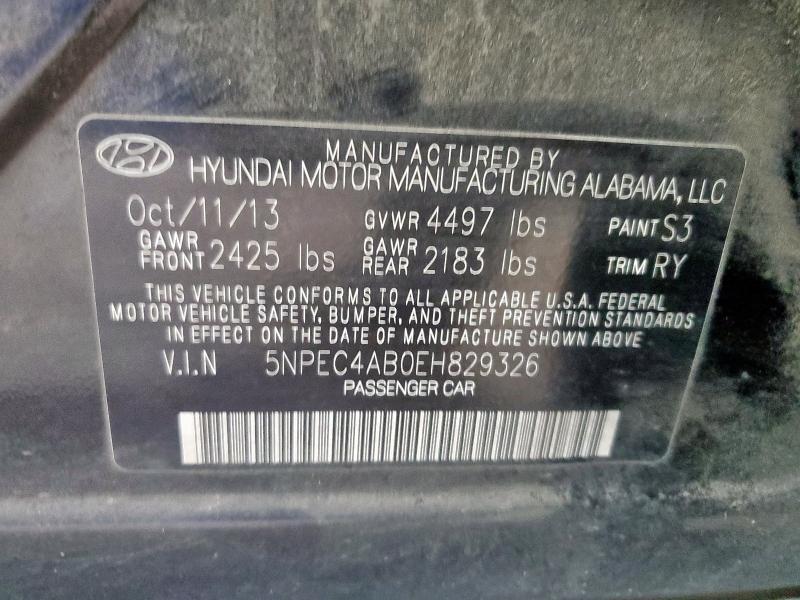 MANUFACTURED BY
HYUNDAI MOTOR MANUFACTURING ALABAMA, LLC
Oct/11/13 GVWR 4497 lbs PAINT S3
GAWR FRONT 2425 lbs GAWR REAR 2183 lbs TRIM RY
THIS VEHICLE CONFORMS TO ALL APPLICABLE U.S.A. FEDERAL
MOTOR VEHICLE SAFETY, BUMPER, AND THEFT PREVENTION STANDARDS
IN EFFECT ON THE DATE OF MANUFACTURE SHOWN ABOVE
V.I.N 5NPEC4AB0EH829326
PASSENGER CAR